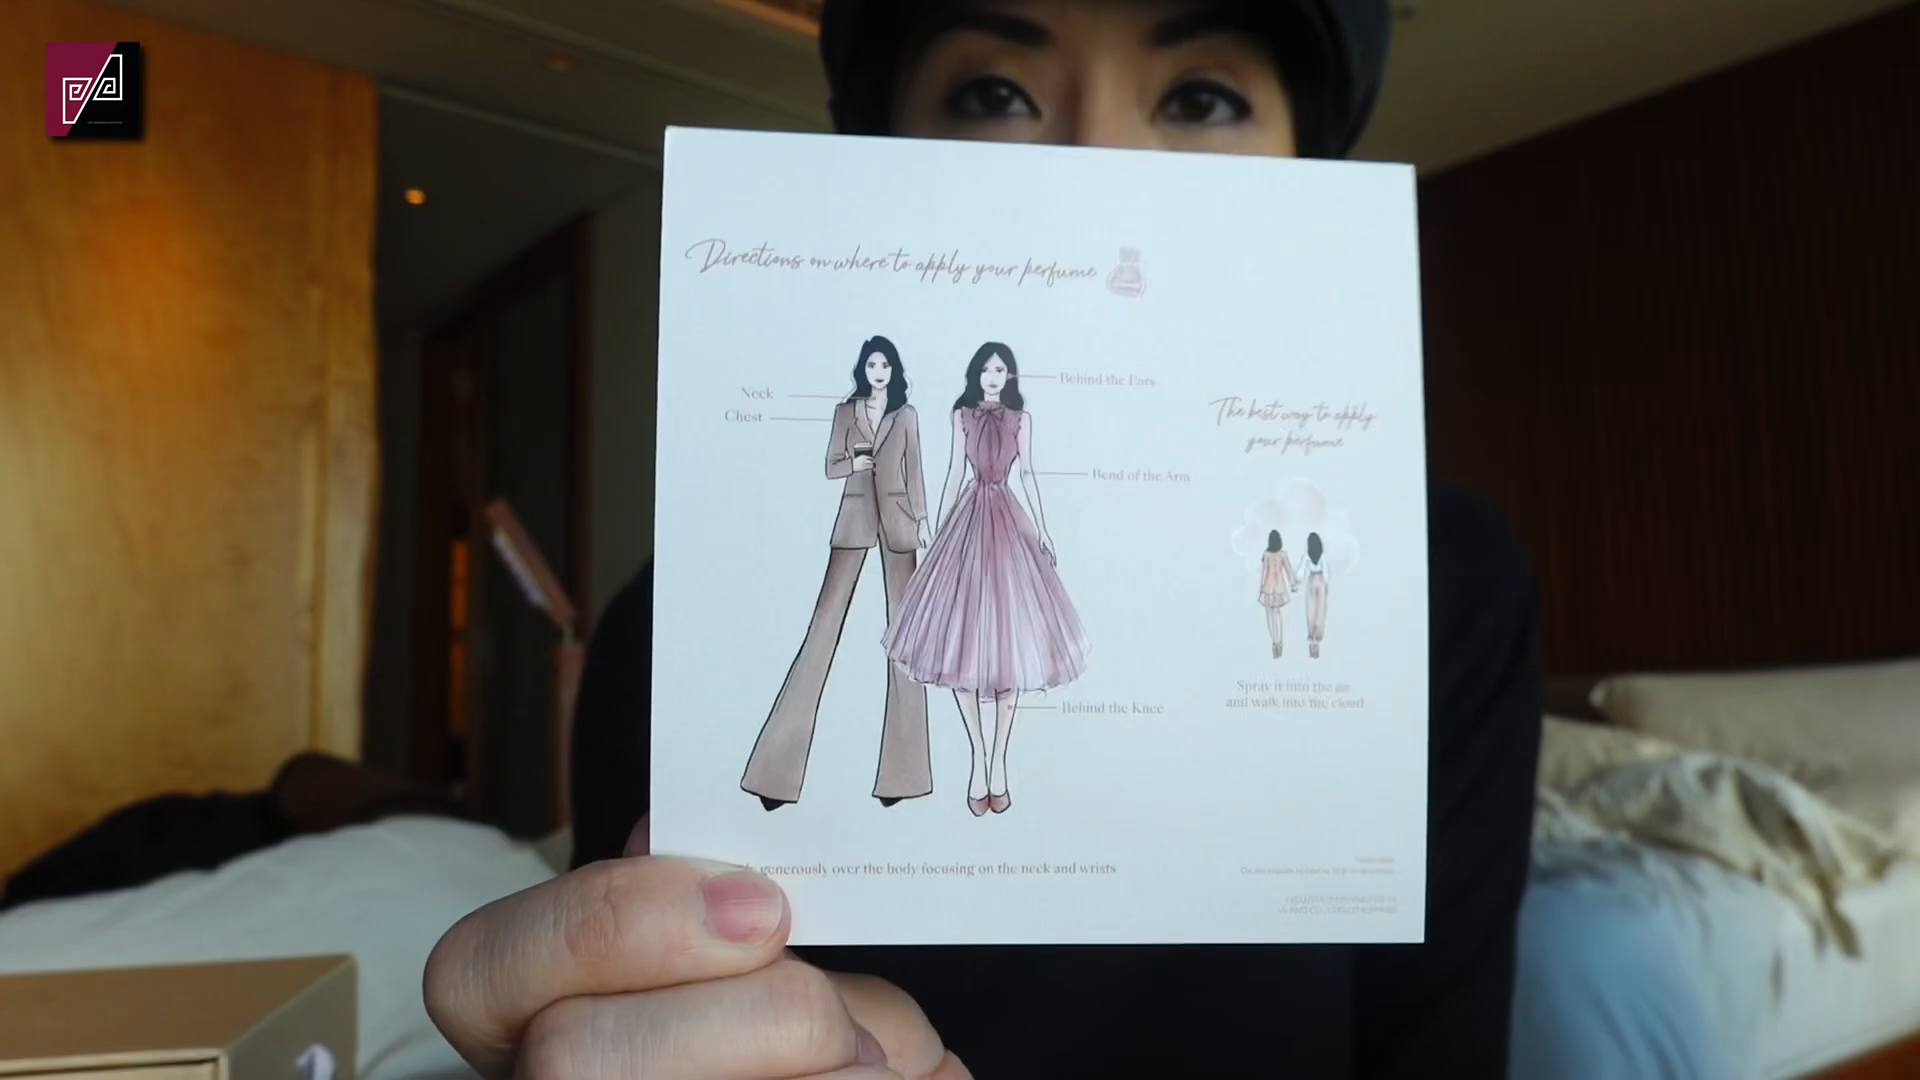 Directions on where to apply your perfume
Neck
Chest
Behind the Ears
Bend of the Arm
Behind the Knee
The best way to apply
your perfume
Spray it into the air
and walk into the cloud
generously over the body focusing on the neck and wrists